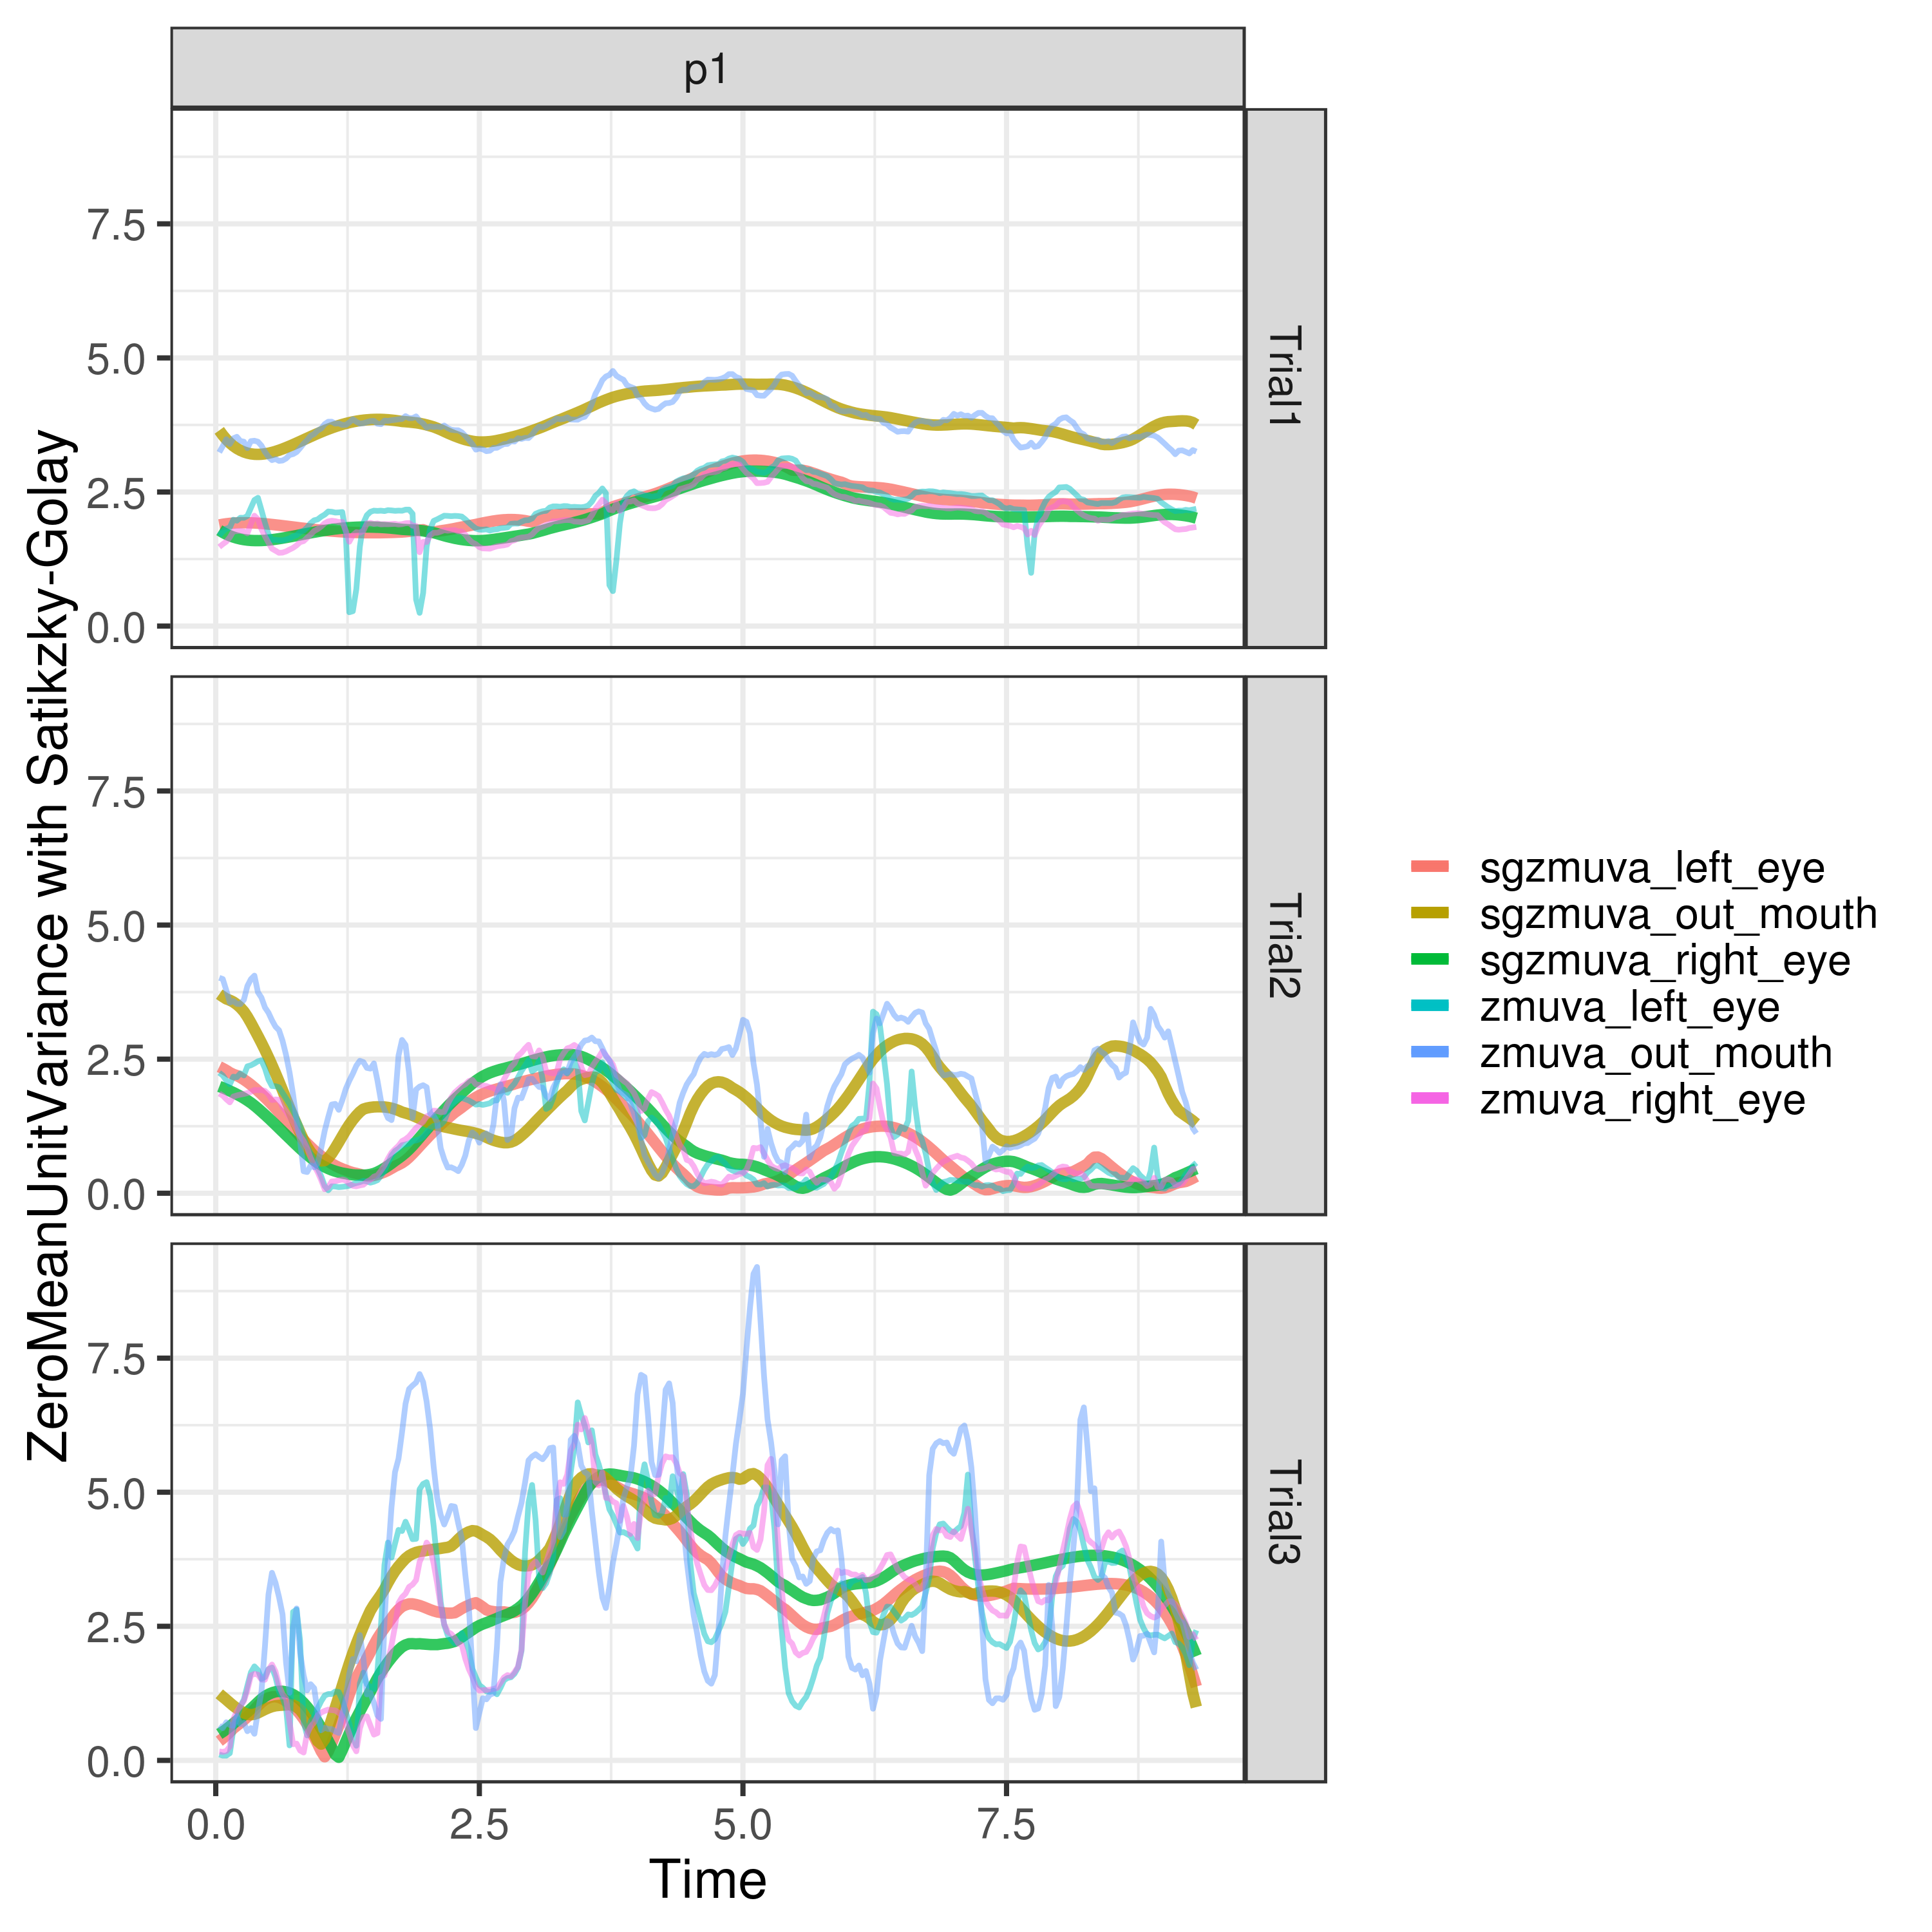 p1
ZeroMeanUnitVariance with Satikzky-Golay
7.5
5.0
2.5
0.0
Trial1
7.5
5.0
2.5
0.0
Trial2
7.5
5.0
2.5
0.0
Trial3
0.0 2.5 5.0 7.5
Time
sgzmuva_left_eye
sgzmuva_out_mouth
sgzmuva_right_eye
zmuva_left_eye
zmuva_out_mouth
zmuva_right_eye